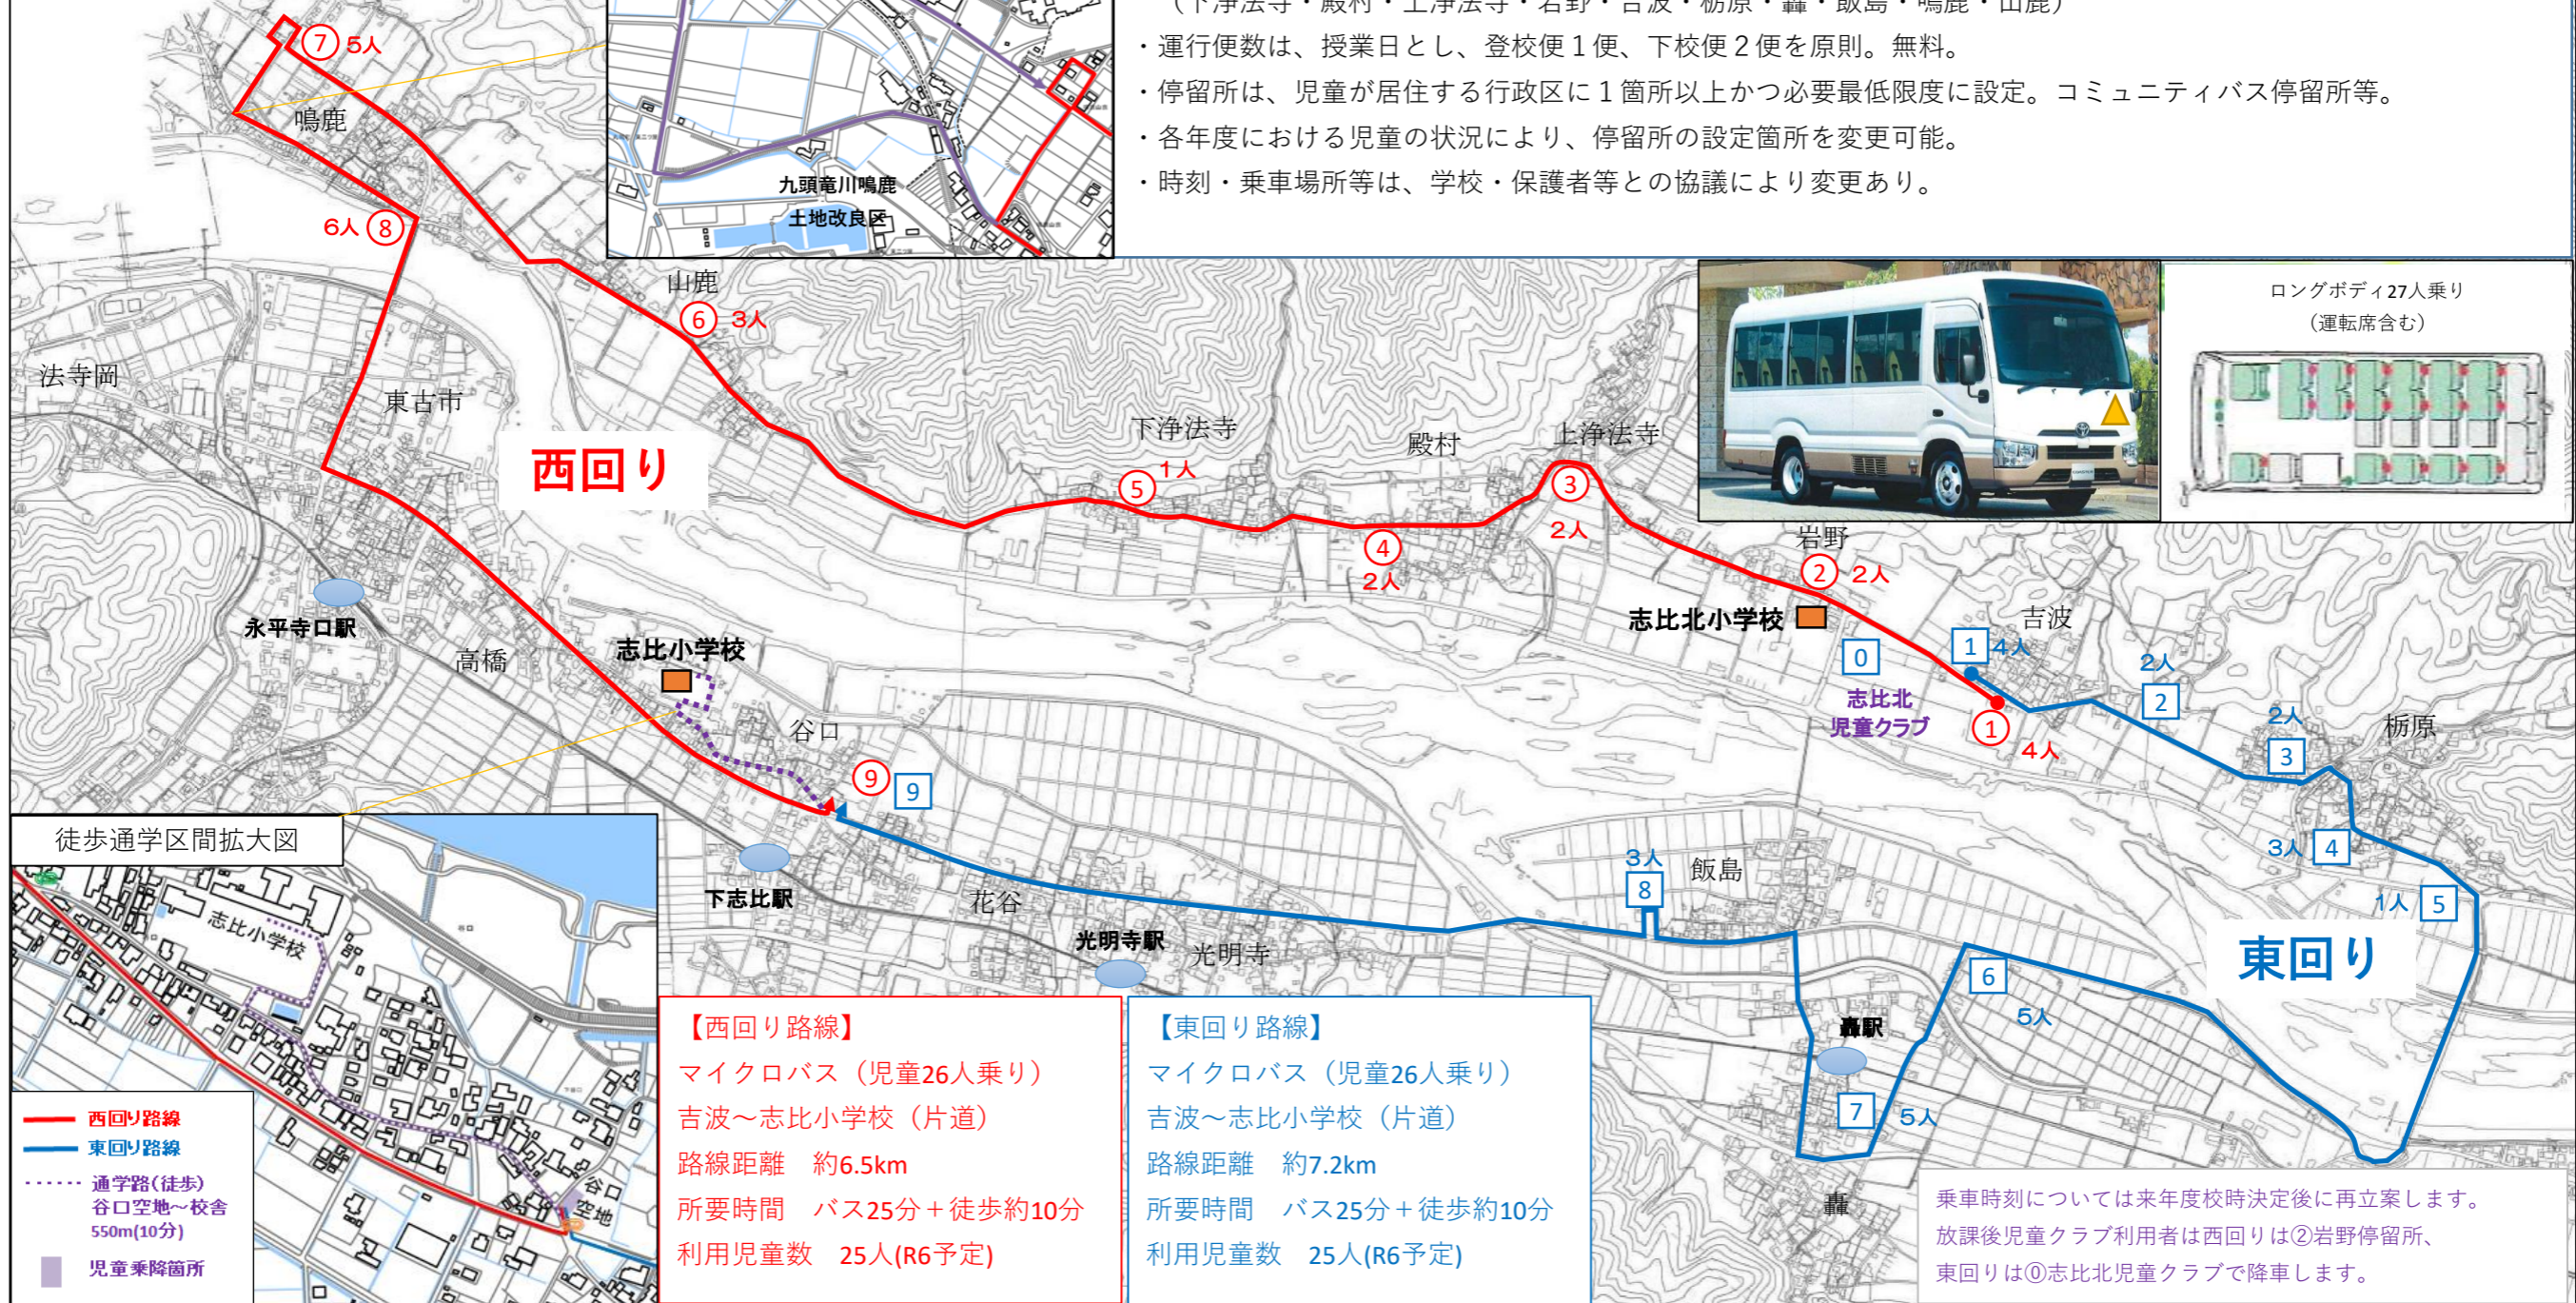 （下浄法寺・殿村・上浄法寺・岩野・吉波・栃原・轟・飯島・鳴鹿・山鹿）
・運行便数は、授業日とし、登校便１便、下校便２便を原則。無料。
・停留所は、児童が居住する行政区に１箇所以上かつ必要最低限度に設定。コミュニティバス停留所等。
・各年度における児童の状況により、停留所の設定箇所を変更可能。
・時刻・乗車場所等は、学校・保護者等との協議により変更あり。
⑦ 5人
鳴鹿
6人 ⑧
九頭竜川鳴鹿
土地改良区
山鹿
⑥ 3人
ロングボディ27人乗り
（運転席含む）
法寺岡
東古市
西回り
下浄法寺
⑤ 1人
殿村
④
2人
上浄法寺
③
2人
岩野
② 2人
志比北小学校
吉波
0
1 4人
志比北
児童クラブ
①
4人
2人
2
2人
3
栃原
3人 4
1人 5
東回り
永平寺口駅
高橋
志比小学校
谷口
⑨ 9
下志比駅
花谷
光明寺駅
光明寺
3人
8
飯島
6
5人
轟駅
7
5人
轟
徒歩通学区間拡大図
志比小学校
谷口
谷口
空地
西回り路線
東回り路線
通学路(徒歩)
谷口空地～校舎
550m(10分)
児童乗降箇所
【西回り路線】
マイクロバス（児童26人乗り）
吉波～志比小学校（片道）
路線距離　約6.5km
所要時間　バス25分＋徒歩約10分
利用児童数　25人(R6予定)
【東回り路線】
マイクロバス（児童26人乗り）
吉波～志比小学校（片道）
路線距離　約7.2km
所要時間　バス25分＋徒歩約10分
利用児童数　25人(R6予定)
乗車時刻については来年度校時決定後に再立案します。
放課後児童クラブ利用者は西回りは②岩野停留所、
東回りは⓪志比北児童クラブで降車します。